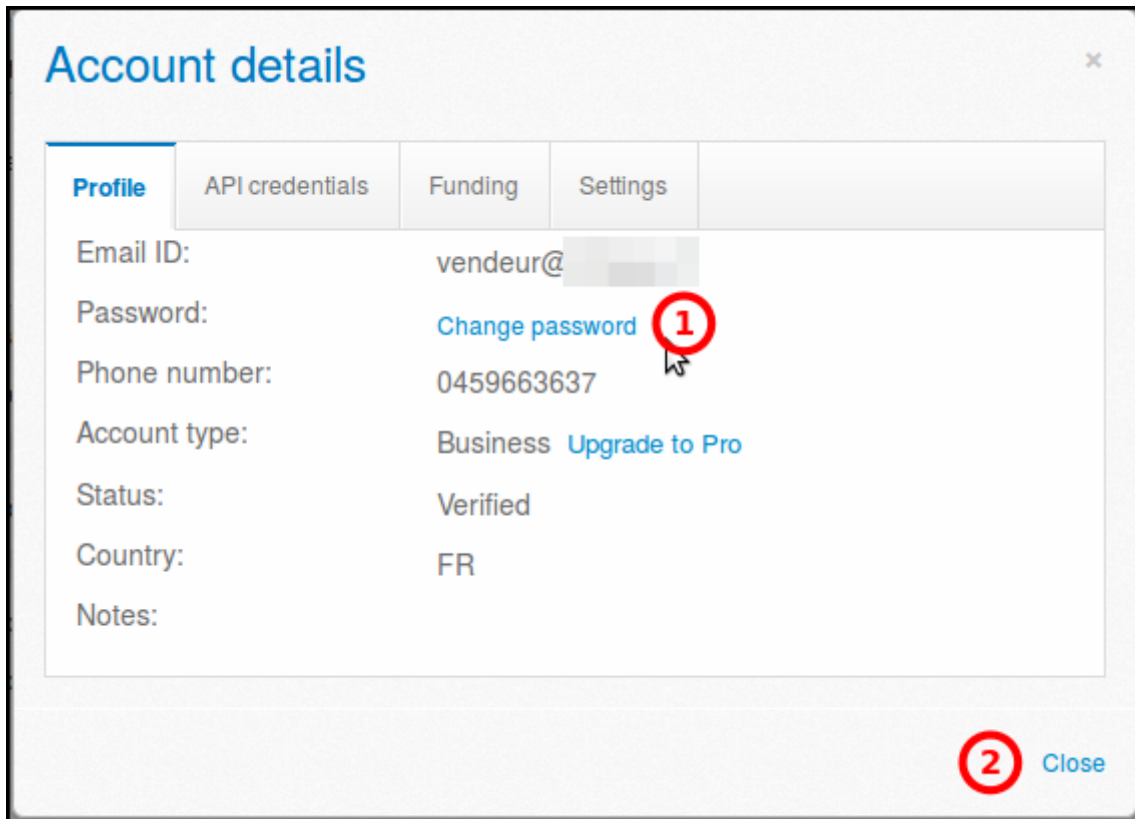 Account details ×
Profile API credentials Funding Settings
Email ID: vendeur@
Password: Change password 1
Phone number: 0459663637
Account type: Business Upgrade to Pro
Status: Verified
Country: FR
Notes:
2 Close